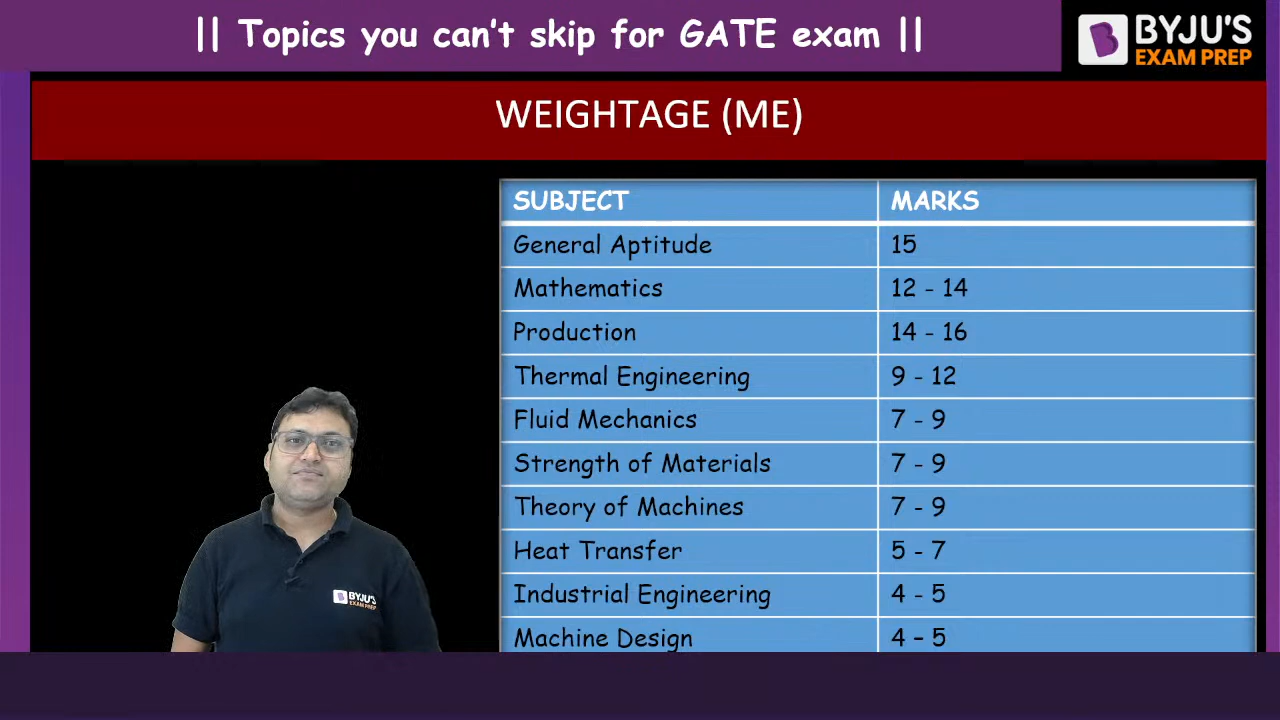 || Topics you can't skip for GATE exam ||
BYJU'S
EXAM PREP
WEIGHTAGE (ME)
SUBJECT MARKS
General Aptitude 15
Mathematics 12 - 14
Production 14 - 16
Thermal Engineering 9 - 12
Fluid Mechanics 7 - 9
Strength of Materials 7 - 9
Theory of Machines 7 - 9
Heat Transfer 5 - 7
Industrial Engineering 4 - 5
Machine Design 4 – 5
BYJU'S
EXAM PREP